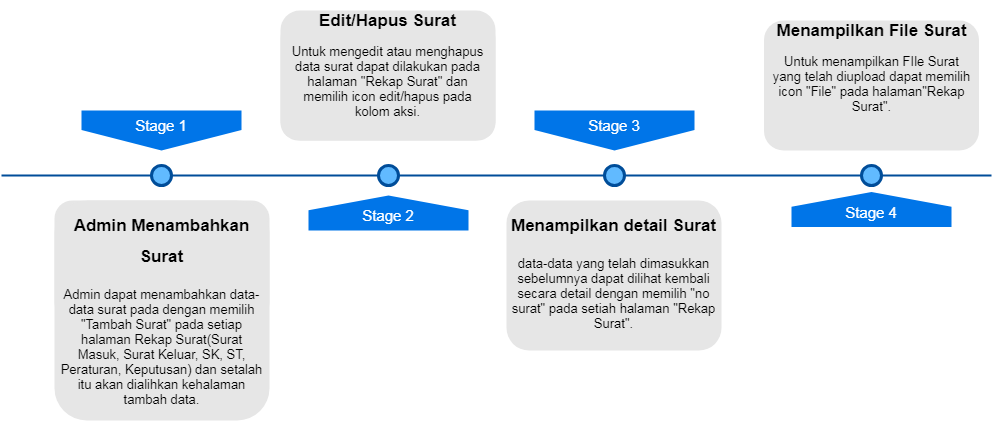 Stage 1
Admin Menambahkan
Surat
Admin dapat menambahkan data-
data surat pada dengan memilih
"Tambah Surat" pada setiap
halaman Rekap Surat(Surat
Masuk, Surat Keluar, SK, ST,
Peraturan, Keputusan) dan setalah
itu akan dialihkan kehalaman
tambah data.
Edit/Hapus Surat
Untuk mengedit atau menghapus
data surat dapat dilakukan pada
halaman "Rekap Surat" dan
memilih icon edit/hapus pada
kolom aksi.
Stage 2
Stage 3
Menampilkan detail Surat
data-data yang telah dimasukkan
sebelumnya dapat dilihat kembali
secara detail dengan memilih "no
surat" pada setiah halaman "Rekap
Surat".
Menampilkan File Surat
Untuk menampilkan FIle Surat
yang telah diupload dapat memilih
icon "File" pada halaman"Rekap
Surat".
Stage 4